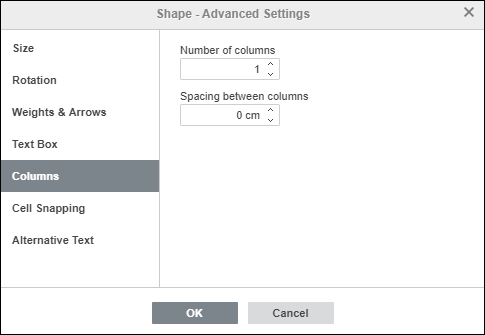 Shape - Advanced Settings
Size
Rotation
Weights & Arrows
Text Box
Columns
Cell Snapping
Alternative Text
Number of columns
1
Spacing between columns
0 cm
OK
Cancel